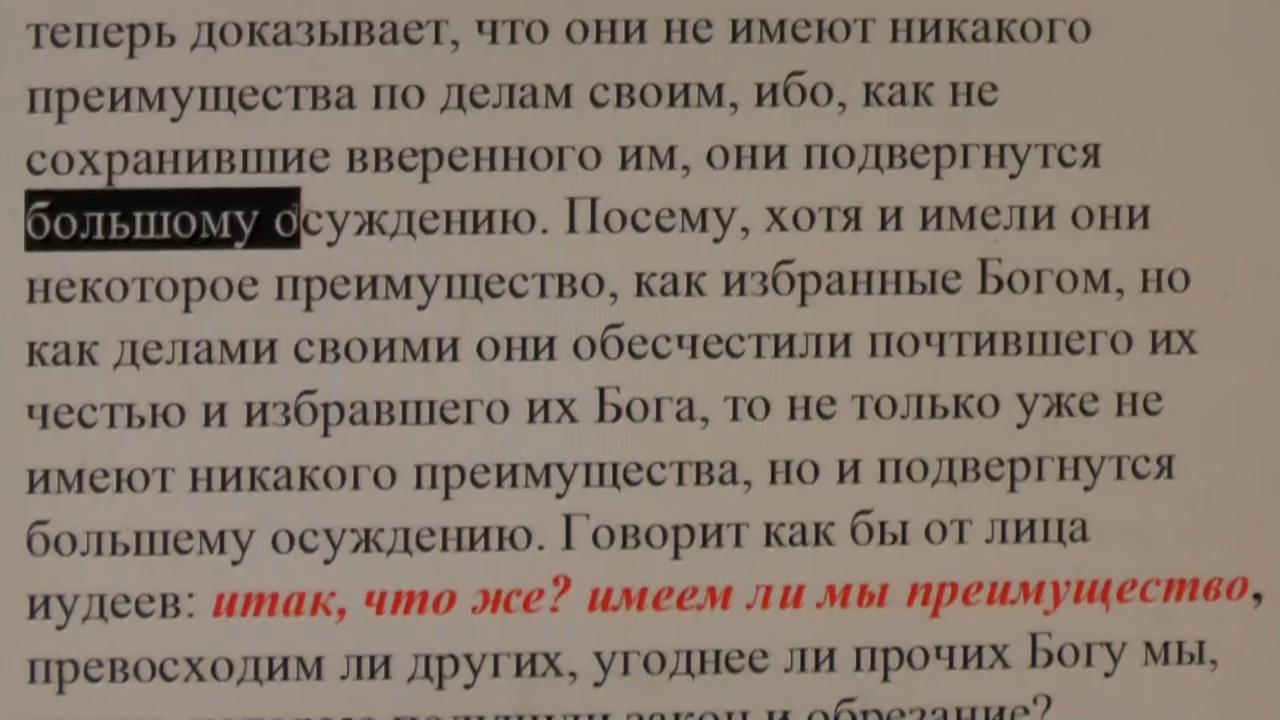 теперь доказывает, что они не имеют никакого
преимущества по делам своим, ибо, как не
сохранившие вверенного им, они подвергнутся
большому осуждению. Посему, хотя и имели они
некоторое преимущество, как избранные Богом, но
как делами своими они обесчестили почтившего их
честью и избравшего их Бога, то не только уже не
имеют никакого преимущества, но и подвергнутся
большему осуждению. Говорит как бы от лица
иудеев: итак, что же? имеем ли мы преимущество,
превосходим ли других, угоднее ли прочих Богу мы,
закон и обрезание?